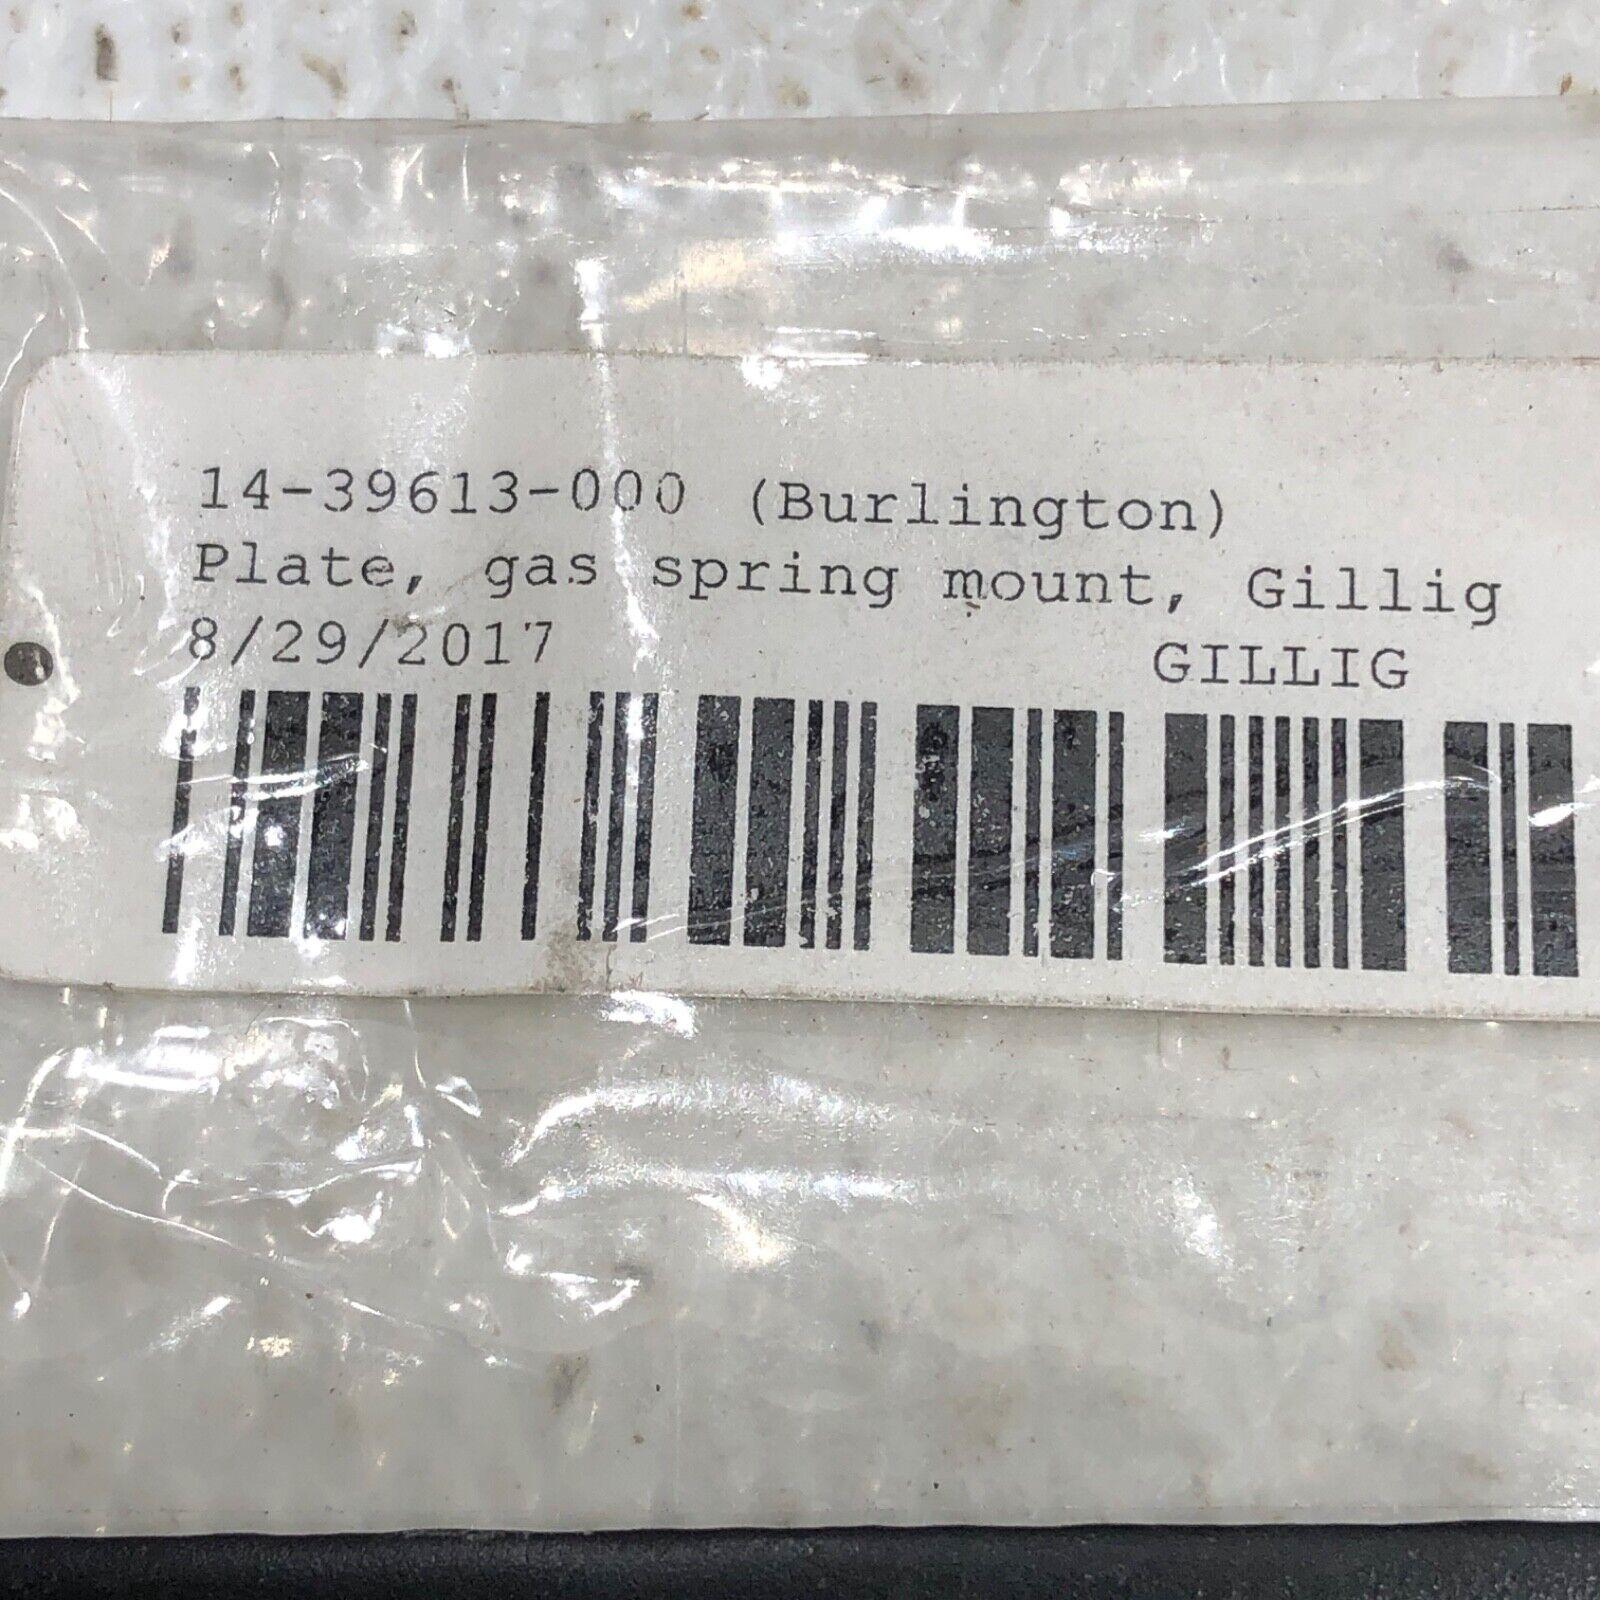 14-39613-000 (Burlington)
Plate, gas spring mount, Gillig
8/29/2017 GILLIG